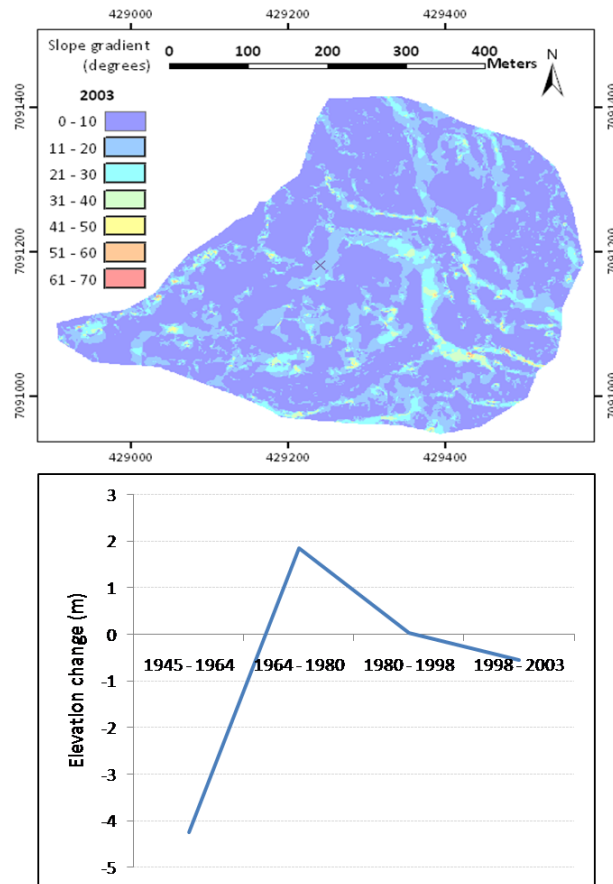 429000 429200 429400
Slope gradient
(degrees)
0 100 200 300 400
Meters
N
2003
0 - 10
11 - 20
21 - 30
31 - 40
41 - 50
51 - 60
61 - 70
7091400 7091400
7091200 7091200
7091000 7091000
429000 429200 429400
Elevation change (m)
3
2
1
0
-1
-2
-3
-4
-5
1945 - 1964 1964 - 1980 1980 - 1998 1998 - 2003